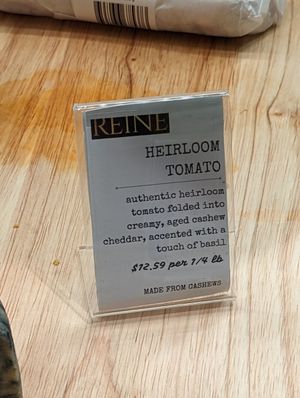 REINE
HEIRLOOM
TOMATO
authentic heirloom
tomato folded into
creamy, aged cashew
cheddar, accented with a
touch of basil
$12.59 per 1/4 lb
MADE FROM CASHEWS